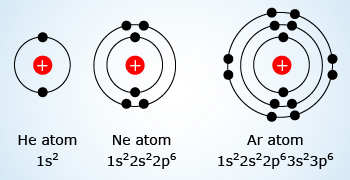 + + +
He atom Ne atom Ar atom
1s² 1s²2s²2p⁶ 1s²2s²2p⁶3s²3p⁶